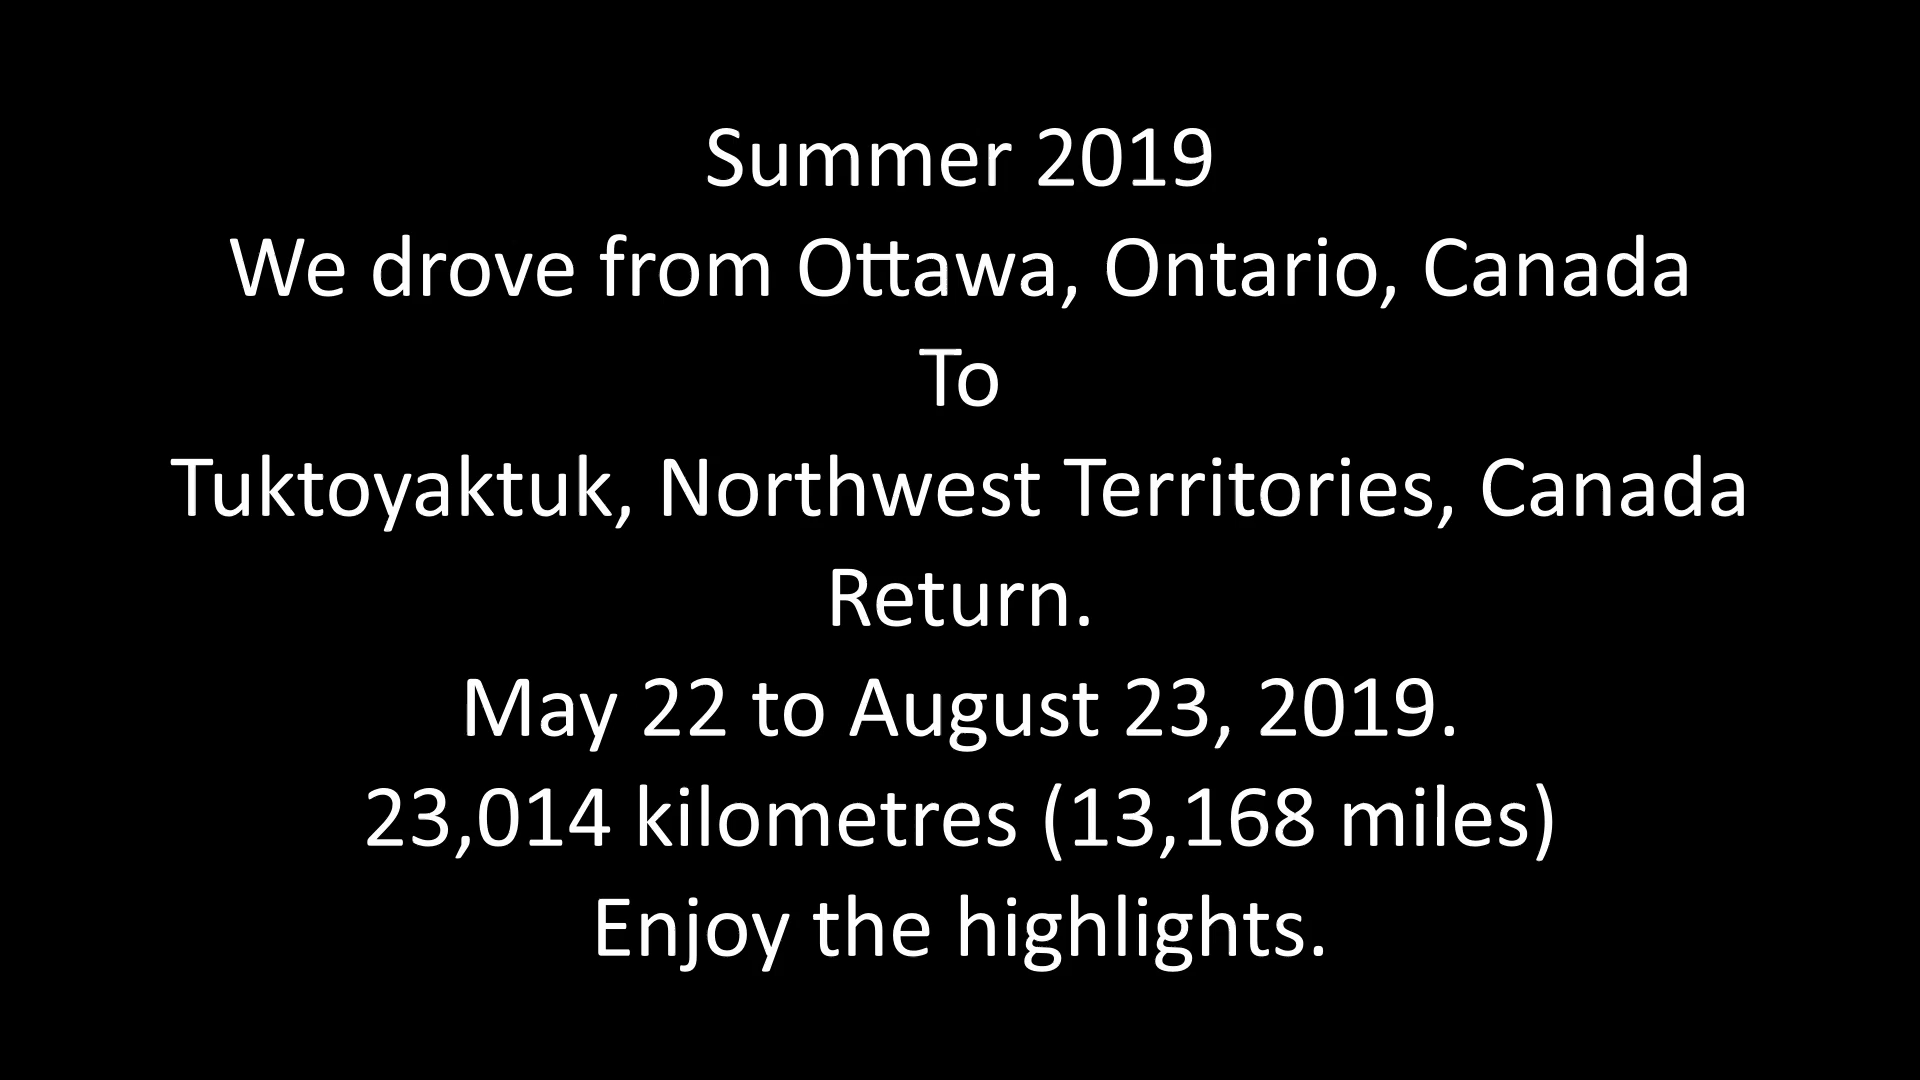 Summer 2019
We drove from Ottawa, Ontario, Canada
To
Tuktoyaktuk, Northwest Territories, Canada
Return.
May 22 to August 23, 2019.
23,014 kilometres (13,168 miles)
Enjoy the highlights.